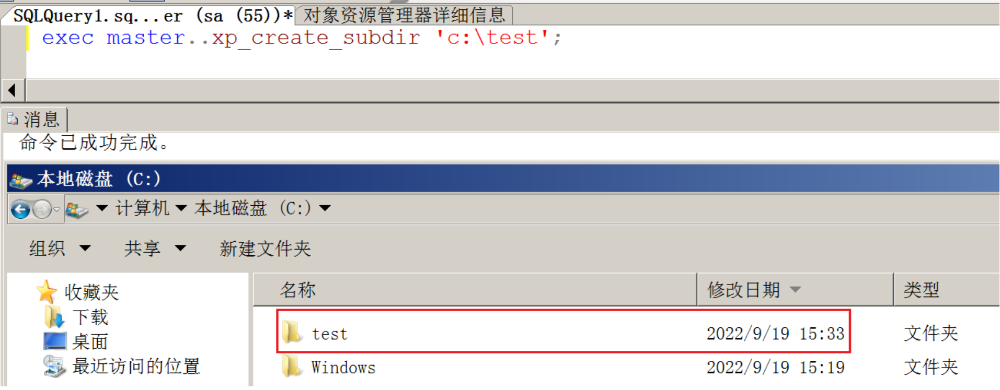 SQLQuery1.sq...er (sa (55))* 对象资源管理器详细信息
exec master..xp_create_subdir 'c:\test';
消息
命令已成功完成。
本地磁盘 (C:)
计算机 本地磁盘 (C:)
组织 共享 新建文件夹
收藏夹
下载
桌面
最近访问的位置
名称 修改日期 类型
test 2022/9/19 15:33 文件夹
Windows 2022/9/19 15:19 文件夹